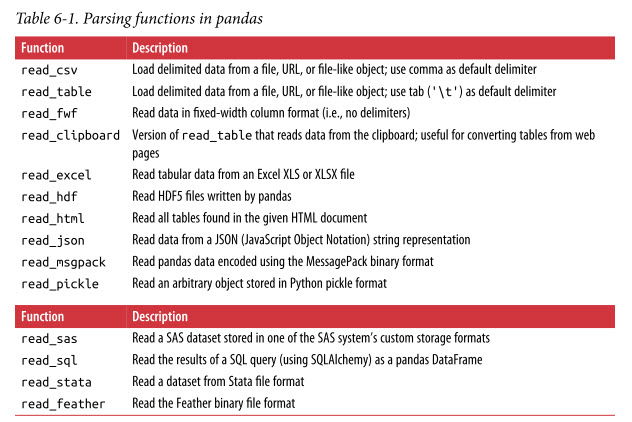 Table 6-1. Parsing functions in pandas
Function Description
read_csv Load delimited data from a file, URL, or file-like object; use comma as default delimiter
read_table Load delimited data from a file, URL, or file-like object; use tab ('\t') as default delimiter
read_fwf Read data in fixed-width column format (i.e., no delimiters)
read_clipboard Version of read_table that reads data from the clipboard; useful for converting tables from web
pages
read_excel Read tabular data from an Excel XLS or XLSX file
read_hdf Read HDF5 files written by pandas
read_html Read all tables found in the given HTML document
read_json Read data from a JSON (JavaScript Object Notation) string representation
read_msgpack Read pandas data encoded using the MessagePack binary format
read_pickle Read an arbitrary object stored in Python pickle format
Function Description
read_sas Read a SAS dataset stored in one of the SAS system's custom storage formats
read_sql Read the results of a SQL query (using SQLAlchemy) as a pandas DataFrame
read_stata Read a dataset from Stata file format
read_feather Read the Feather binary file format